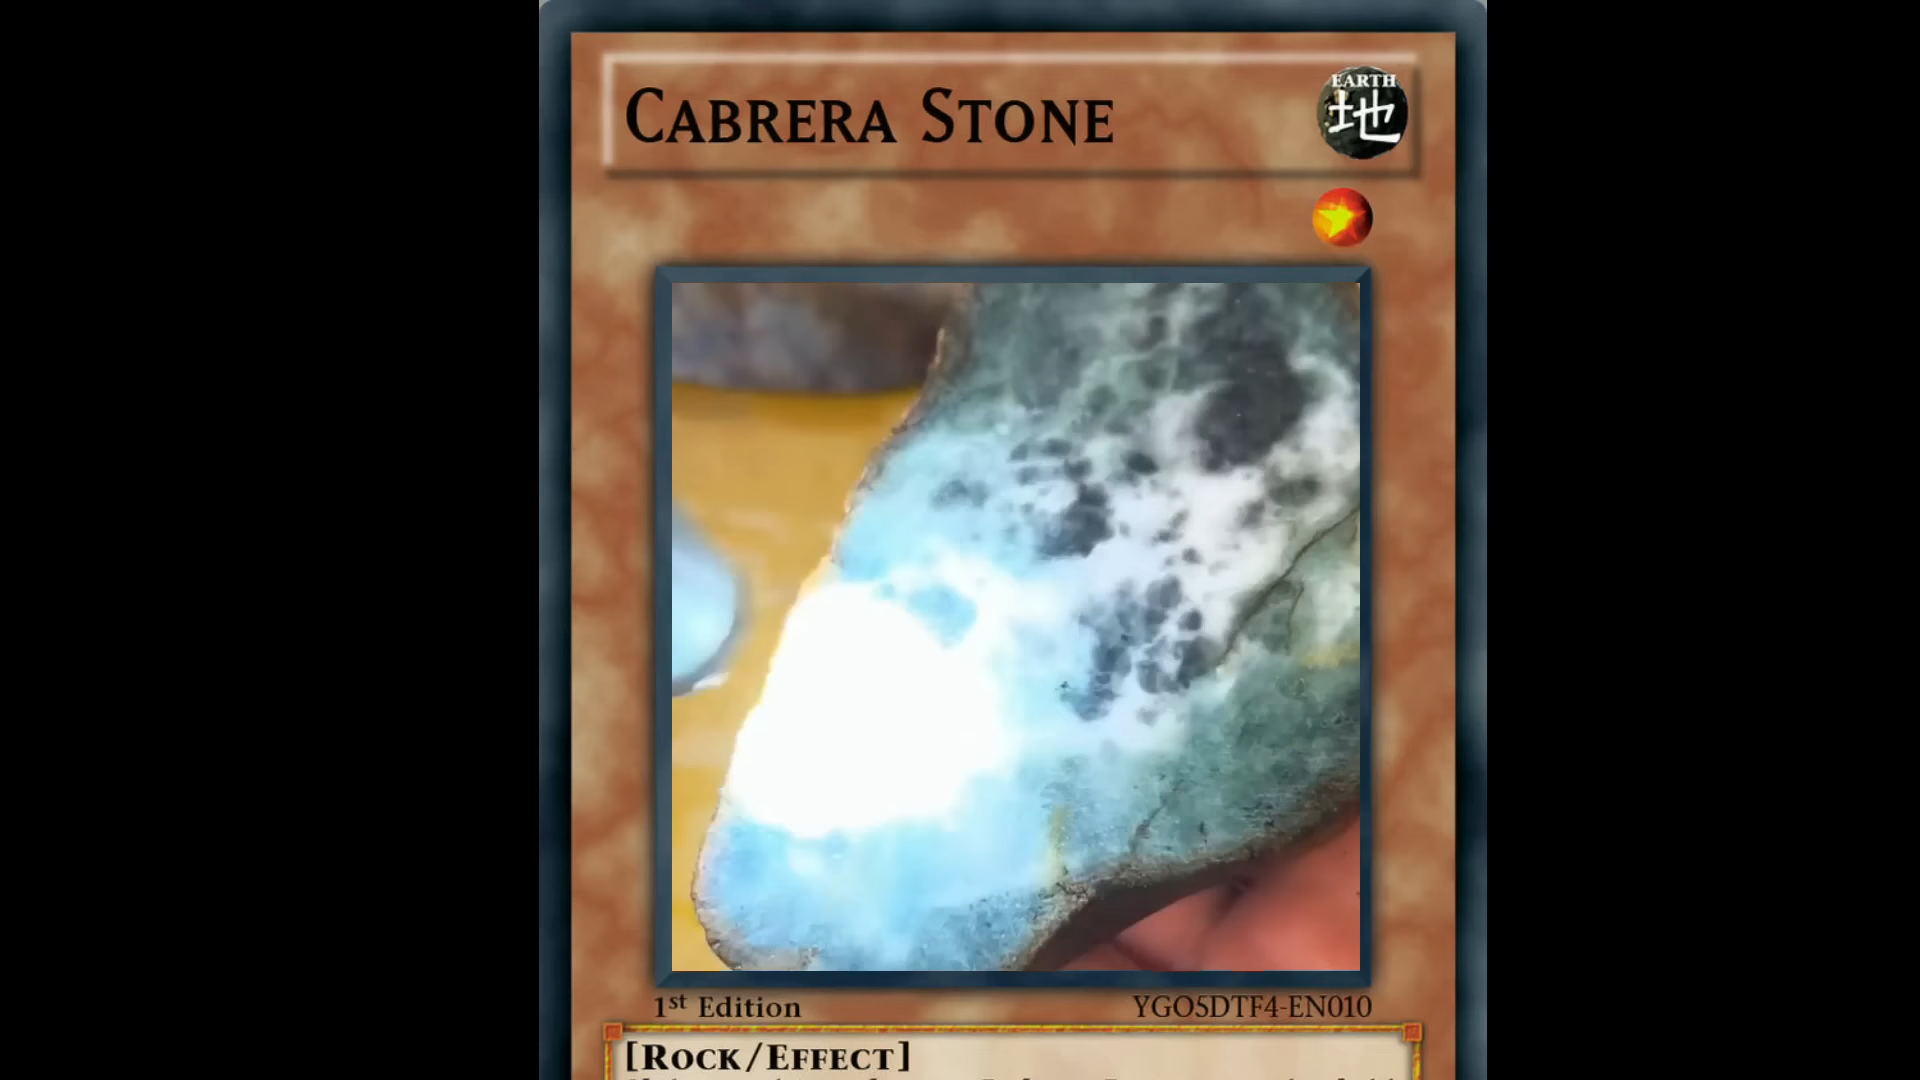 Cabrera Stone
EARTH
地
1st Edition
YGO5DTF4-EN010
[Rock/Effect]